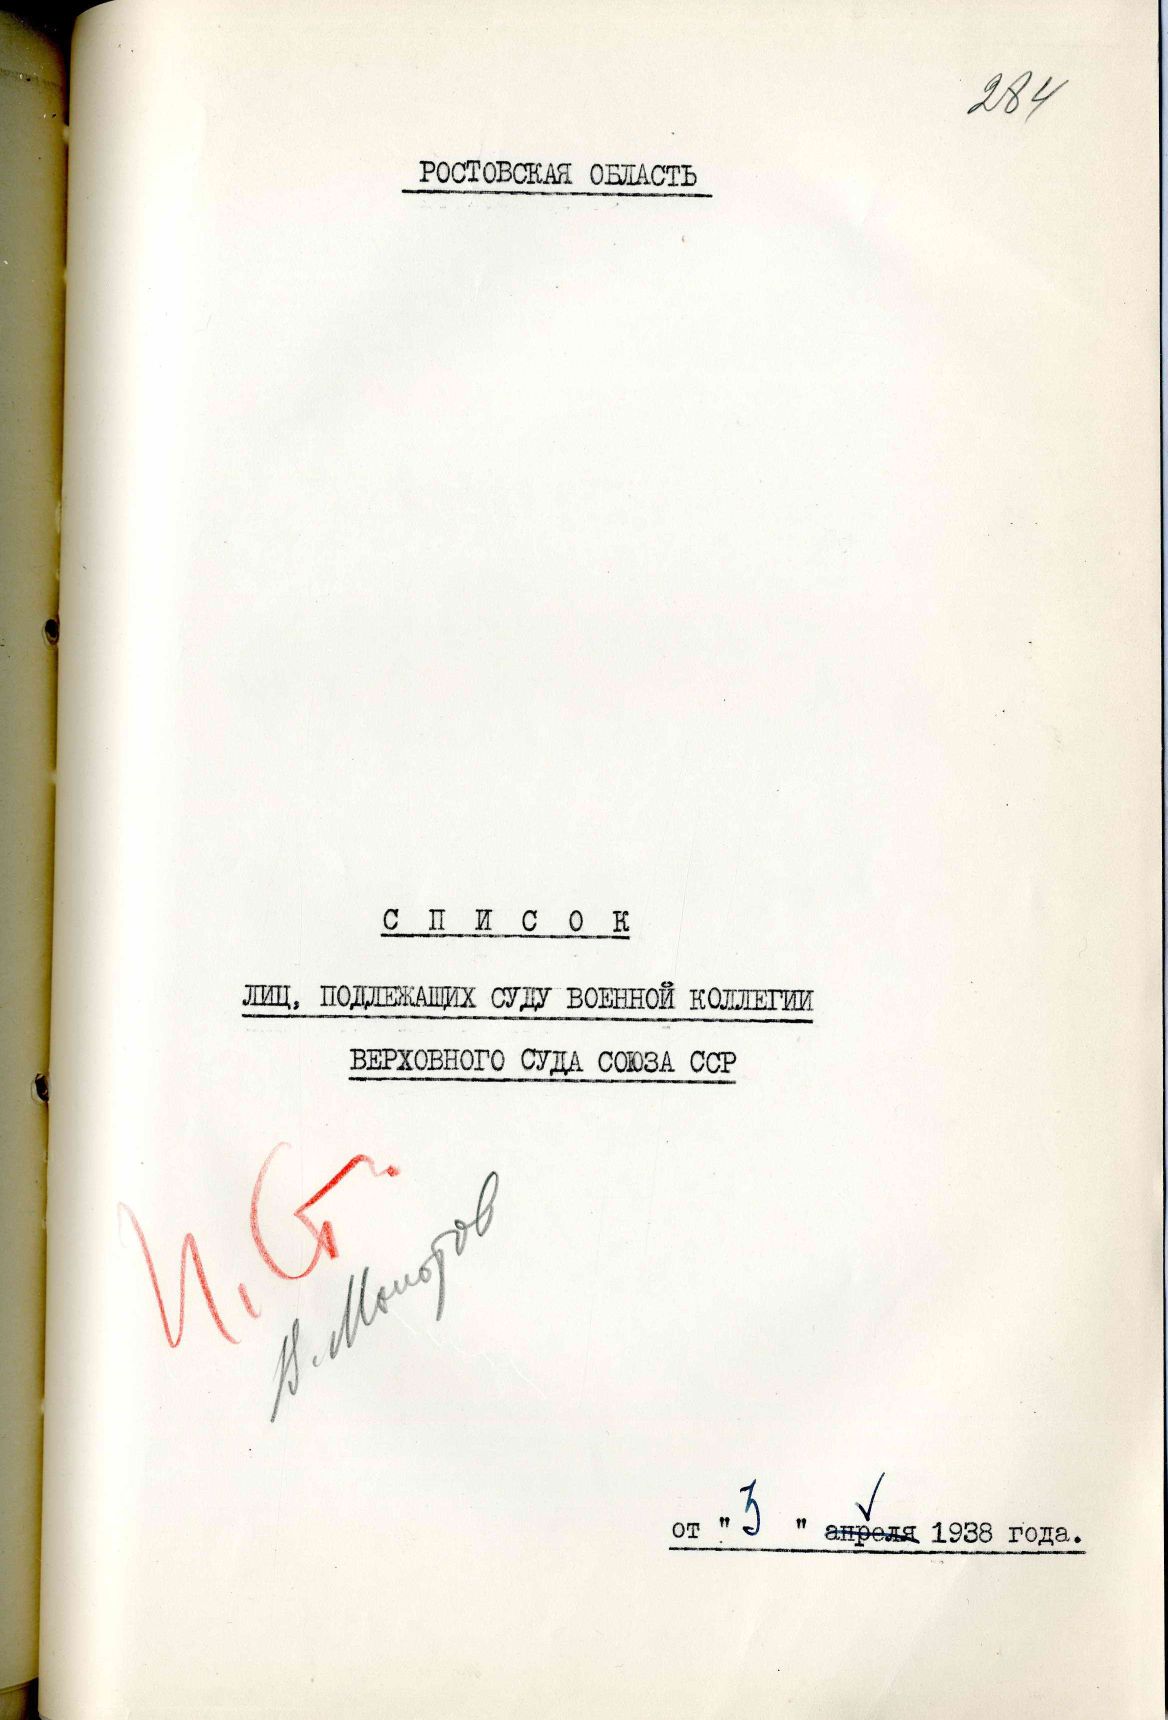 284
РОСТОВСКАЯ ОБЛАСТЬ
СПИСОК
ЛИЦ, ПОДЛЕЖАЩИХ СУДУ ВОЕННОЙ КОЛЛЕГИИ
ВЕРХОВНОГО СУДА СОЮЗА ССР
И. Ст.
В. Молотов
от "3" апреля 1938 года.